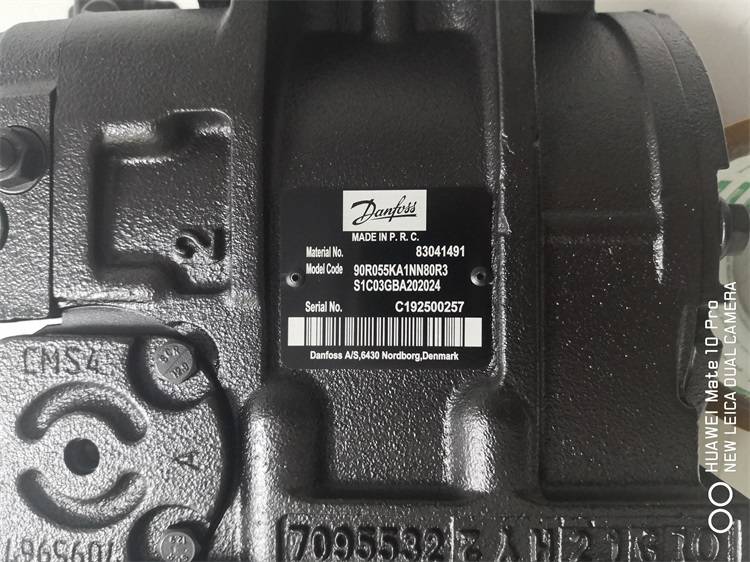 Danfoss
MADE IN P. R. C.
Material No. 83041491
Model Code 90R055KA1NN80R3
S1C03GBA202024
Serial No. C192500257
Danfoss A/S,6430 Nordborg,Denmark
2
CMS4
A
7095532
HUAWEI Mate 10 Pro
NEW LEICA DUAL CAMERA